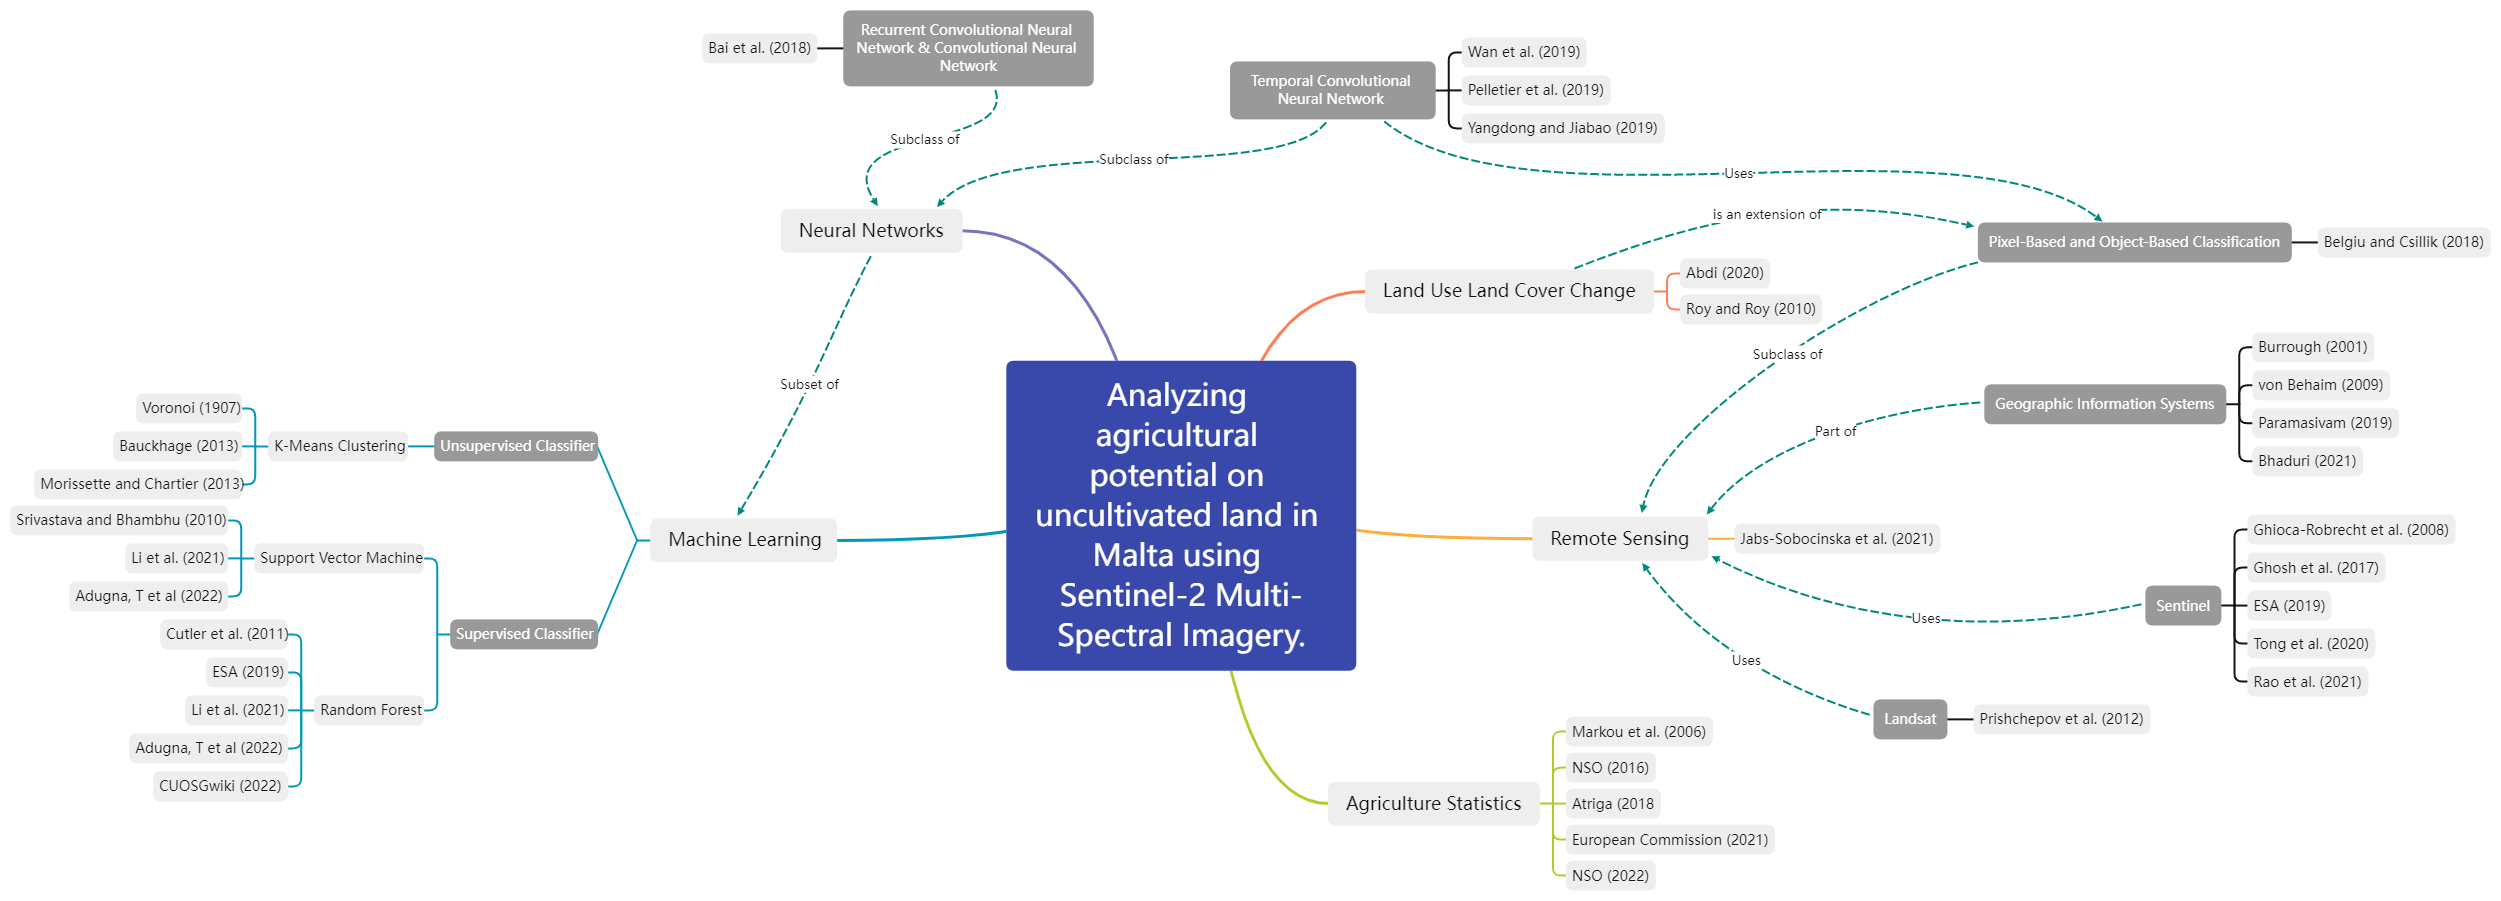 Recurrent Convolutional Neural
Network & Convolutional Neural
Network
Bai et al. (2018)
Temporal Convolutional
Neural Network
Wan et al. (2019)
Pelletier et al. (2019)
Yangdong and Jiabao (2019)
Subclass of
Subclass of
Uses
is an extension of
Neural Networks
Pixel-Based and Object-Based Classification
Belgiu and Csillik (2018)
Land Use Land Cover Change
Abdi (2020)
Roy and Roy (2010)
Subclass of
Subset of
Analyzing
agricultural
potential on
uncultivated land in
Malta using
Sentinel-2 Multi-
Spectral Imagery.
Geographic Information Systems
Burrough (2001)
von Behaim (2009)
Paramasivam (2019)
Bhaduri (2021)
Part of
Voronoi (1907)
Bauckhage (2013)
Morissette and Chartier (2013)
K-Means Clustering
Unsupervised Classifier
Srivastava and Bhambhu (2010)
Li et al. (2021)
Adugna, T et al (2022)
Support Vector Machine
Machine Learning
Supervised Classifier
Cutler et al. (2011)
ESA (2019)
Li et al. (2021)
Adugna, T et al (2022)
CUOSGwiki (2022)
Random Forest
Remote Sensing
Jabs-Sobocinska et al. (2021)
Uses
Sentinel
Ghioca-Robrecht et al. (2008)
Ghosh et al. (2017)
ESA (2019)
Tong et al. (2020)
Rao et al. (2021)
Uses
Landsat
Prishchepov et al. (2012)
Agriculture Statistics
Markou et al. (2006)
NSO (2016)
Atriga (2018
European Commission (2021)
NSO (2022)